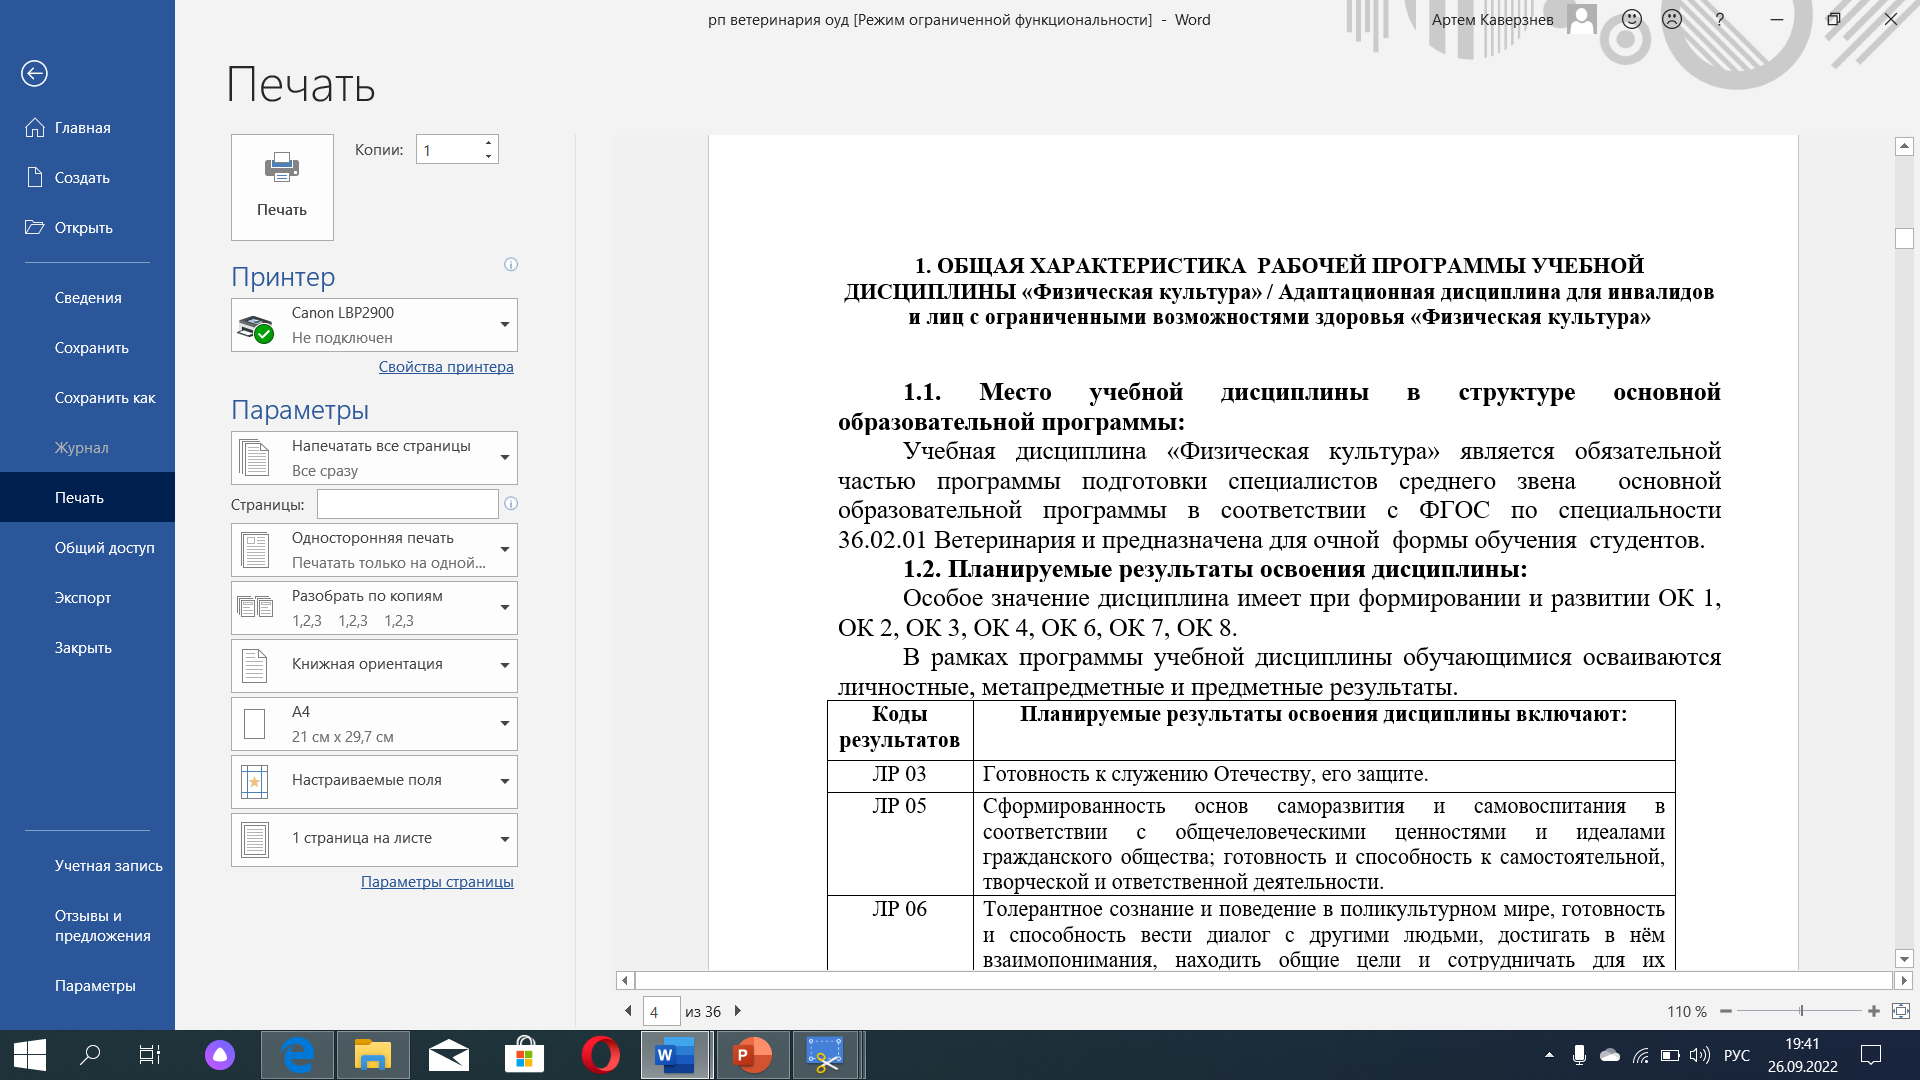 рп ветеринария оуд [Режим ограниченной функциональности] - Word
Артем Каверзнев
?
Печать
Главная
Создать
Открыть
Сведения
Сохранить
Сохранить как
Журнал
Печать
Общий доступ
Экспорт
Закрыть
Учетная запись
Отзывы и
предложения
Параметры
Печать
Копии: 1
Принтер
Canon LBP2900
Не подключен
Свойства принтера
Параметры
Напечатать все страницы
Все сразу
Страницы:
Односторонняя печать
Печатать только на одной...
Разобрать по копиям
1,2,3 1,2,3 1,2,3
Книжная ориентация
A4
21 см x 29,7 см
Настраиваемые поля
1 страница на листе
Параметры страницы
1. ОБЩАЯ ХАРАКТЕРИСТИКА РАБОЧЕЙ ПРОГРАММЫ УЧЕБНОЙ
ДИСЦИПЛИНЫ «Физическая культура» / Адаптационная дисциплина для инвалидов
и лиц с ограниченными возможностями здоровья «Физическая культура»
1.1. Место учебной дисциплины в структуре основной
образовательной программы:
Учебная дисциплина «Физическая культура» является обязательной
частью программы подготовки специалистов среднего звена основной
образовательной программы в соответствии с ФГОС по специальности
36.02.01 Ветеринария и предназначена для очной формы обучения студентов.
1.2. Планируемые результаты освоения дисциплины:
Особое значение дисциплина имеет при формировании и развитии ОК 1,
ОК 2, ОК 3, ОК 4, ОК 6, ОК 7, ОК 8.
В рамках программы учебной дисциплины обучающимися осваиваются
личностные, метапредметные и предметные результаты.
Коды
результатов
Планируемые результаты освоения дисциплины включают:
ЛР 03
Готовность к служению Отечеству, его защите.
ЛР 05
Сформированность основ саморазвития и самовоспитания в
соответствии с общечеловеческими ценностями и идеалами
гражданского общества; готовность и способность к самостоятельной,
творческой и ответственной деятельности.
ЛР 06
Толерантное сознание и поведение в поликультурном мире, готовность
и способность вести диалог с другими людьми, достигать в нём
взаимопонимания, находить общие цели и сотрудничать для их
4 из 36
110 %
РУС
19:41
26.09.2022